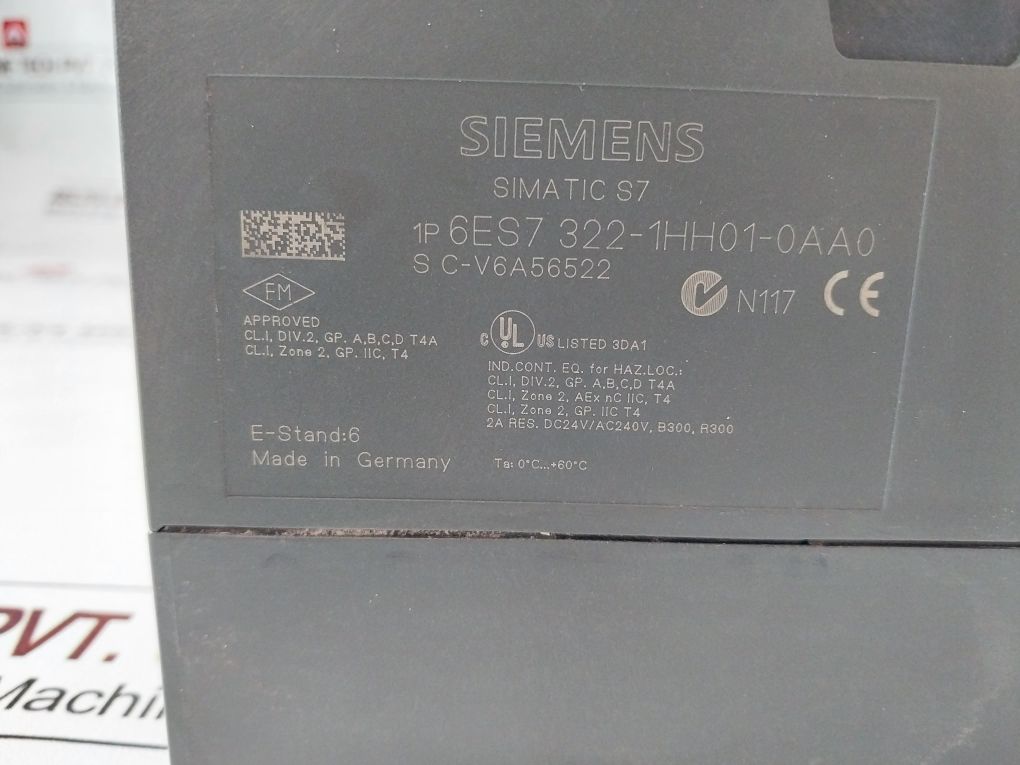 SIEMENS
SIMATIC S7
1P 6ES7 322-1HH01-0AA0
S C-V6A56522
N117 CE
FM
APPROVED
CL.I, DIV.2, GP. A,B,C,D T4A
CL.I, Zone 2, GP. IIC, T4
C UL US LISTED 3DA1
IND.CONT. EQ. for HAZ.LOC.:
CL.I, DIV.2, GP. A,B,C,D T4A
CL.I, Zone 2, AEx nC IIC, T4
CL.I, Zone 2, GP. IIC T4
2A RES. DC24V/AC240V, B300, R300
E-Stand:6
Made in Germany
Ta: 0°C...+60°C
PVT.
Machin